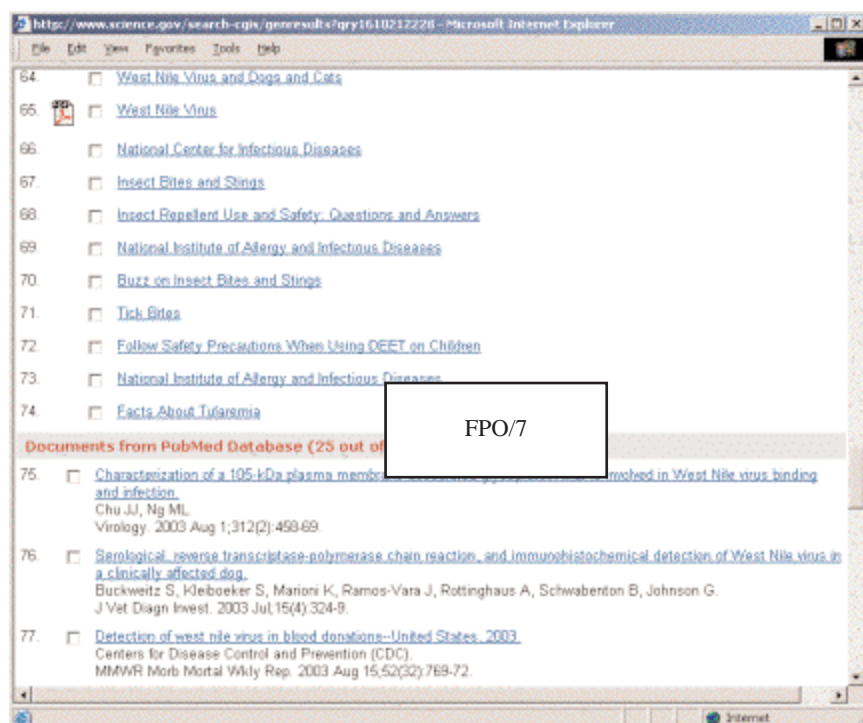 http://www.science.gov/search-cgis/genresults?qry1610212228 - Microsoft Internet Explorer
File Edit View Favorites Tools Help
64. West Nile Virus and Dogs and Cats
65. West Nile Virus
66. National Center for Infectious Diseases
67. Insect Bites and Stings
68. Insect Repellent Use and Safety: Questions and Answers
69. National Institute of Allergy and Infectious Diseases
70. Buzz on Insect Bites and Stings
71. Tick Bites
72. Follow Safety Precautions When Using DEET on Children
73. National Institute of Allergy and Infectious Diseases
74. Facts About Tularemia
FPO/7
Documents from PubMed Database (25 out of
75. Characterization of a 105-kDa plasma involved in West Nile virus binding
and infection.
Chu JJ, Ng ML.
Virology. 2003 Aug 1;312(2):458-69.
76. Serological, reverse transcriptase-polymerase chain reaction, and immunohistochemical detection of West Nile virus in
a clinically affected dog.
Buckweitz S, Kleiboeker S, Marioni K, Ramos-Vara J, Rottinghaus A, Schwabenton B, Johnson G.
J Vet Diagn Invest. 2003 Jul;15(4):324-9.
77. Detection of west nile virus in blood donations--United States, 2003.
Centers for Disease Control and Prevention (CDC).
MMWR Morb Mortal Wkly Rep. 2003 Aug 15;52(32):769-72.
Internet